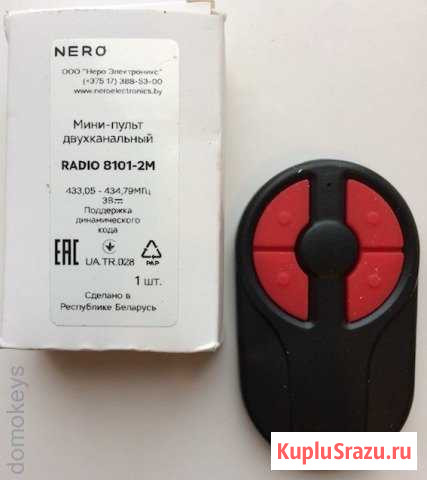 NERO
ООО "Неро Электроникс"
(+375 17) 388-53-00
www.neroelectronics.by
Мини-пульт
двухканальный
RADIO 8101-2M
433,05 - 434,79МГц
3В
Поддержка
динамического
кода
EAC
UA.TR.028
PAP
1 шт.
Сделано в
Республике Беларусь
domokeys
KupluSrazu.ru